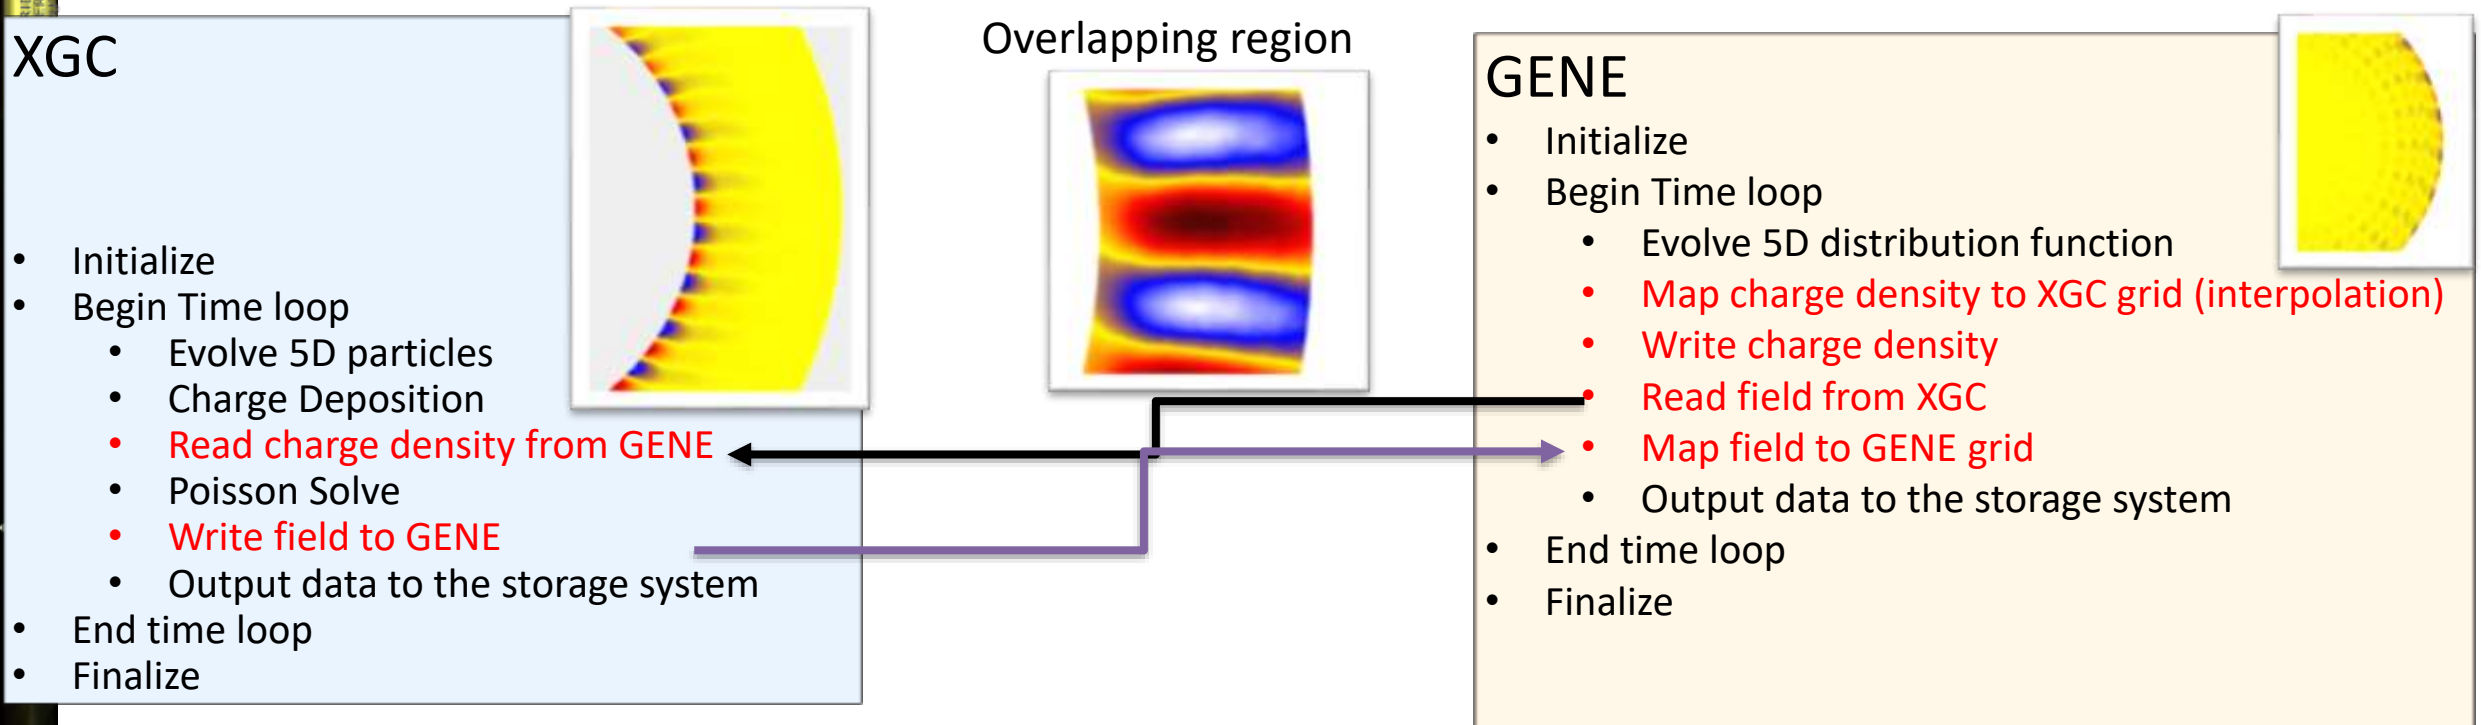 XGC
• Initialize
• Begin Time loop
• Evolve 5D particles
• Charge Deposition
• Read charge density from GENE
• Poisson Solve
• Write field to GENE
• Output data to the storage system
• End time loop
• Finalize
Overlapping region
GENE
• Initialize
• Begin Time loop
• Evolve 5D distribution function
• Map charge density to XGC grid (interpolation)
• Write charge density
• Read field from XGC
• Map field to GENE grid
• Output data to the storage system
• End time loop
• Finalize